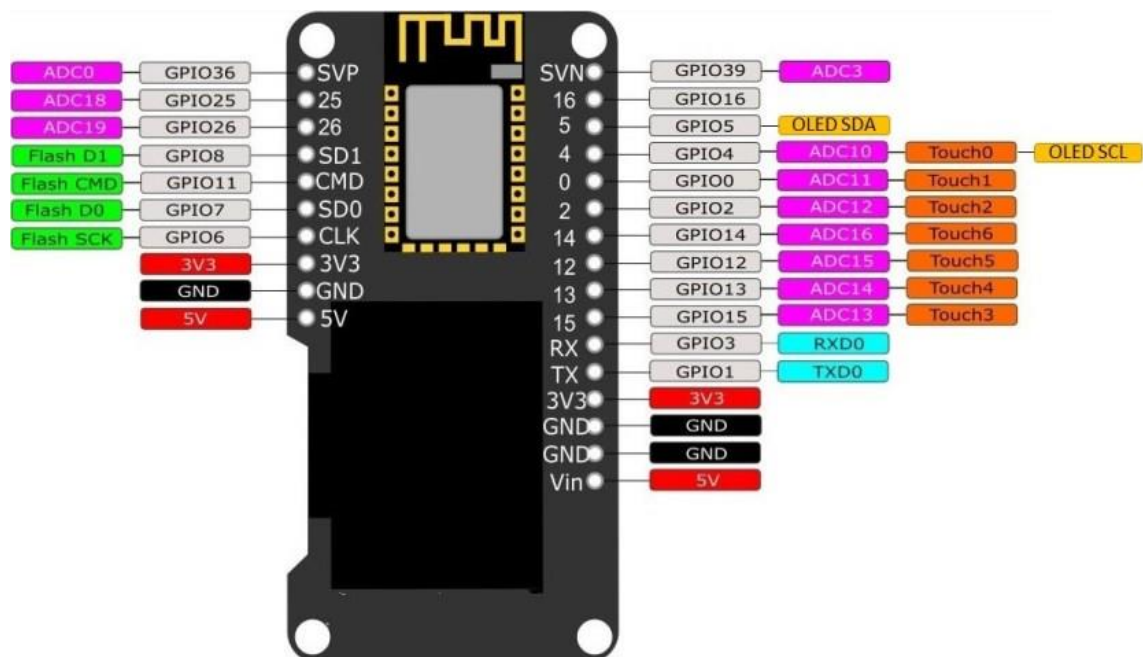 ADC0 GPIO36 SVP SVN GPIO39 ADC3
ADC18 GPIO25 25 16 GPIO16
ADC19 GPIO26 26 5 GPIO5 OLED SDA
Flash D1 GPIO8 SD1 4 GPIO4 ADC10 Touch0 OLED SCL
Flash CMD GPIO11 CMD 0 GPIO0 ADC11 Touch1
Flash D0 GPIO7 SD0 2 GPIO2 ADC12 Touch2
Flash SCK GPIO6 CLK 14 GPIO14 ADC16 Touch6
3V3 3V3 12 GPIO12 ADC15 Touch5
GND GND 13 GPIO13 ADC14 Touch4
5V 5V 15 GPIO15 ADC13 Touch3
RX GPIO3 RXD0
TX GPIO1 TXD0
3V3 3V3
GND GND
GND GND
Vin 5V